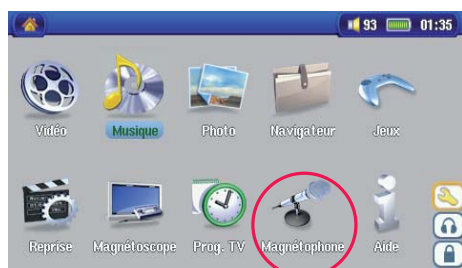 93 01:35
Vidéo Musique Photo Navigateur Jeux
Reprise Magnétoscope Prog. TV Magnétophone Aide